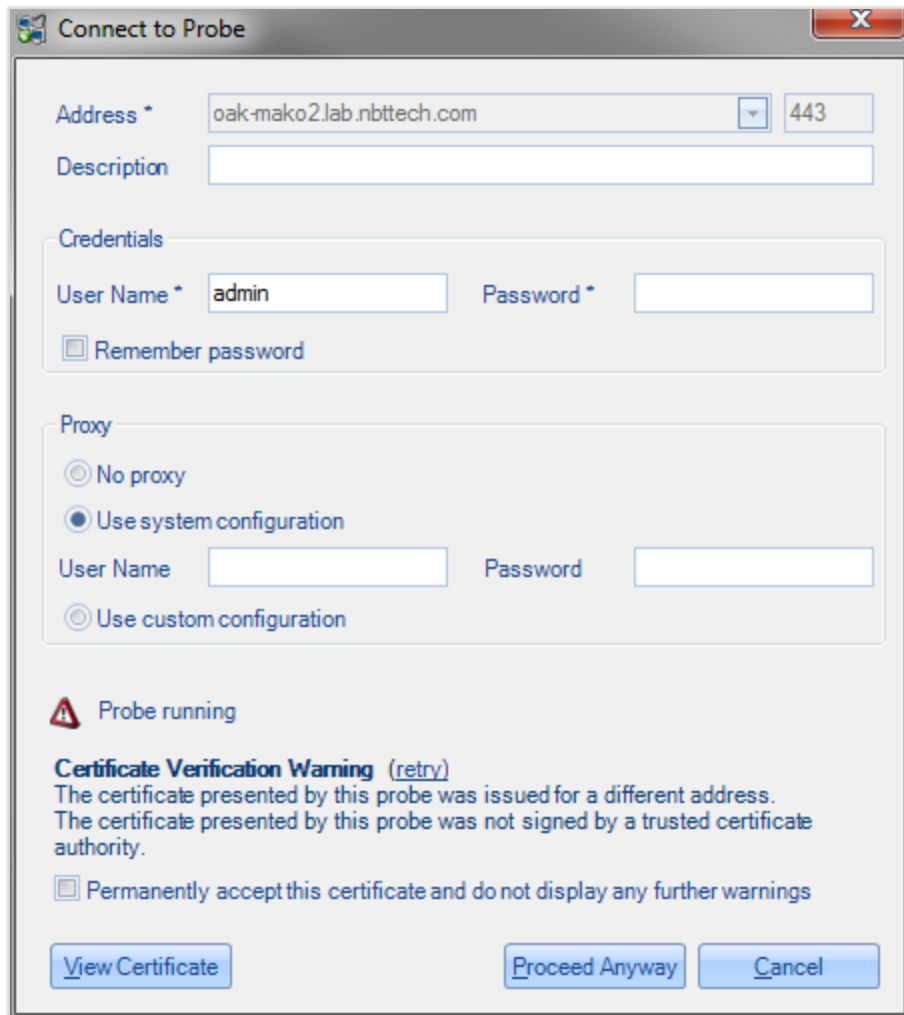 Connect to Probe
Address * oak-mako2.lab.nbttech.com 443
Description
Credentials
User Name * admin Password *
Remember password
Proxy
No proxy
Use system configuration
User Name Password
Use custom configuration
Probe running
Certificate Verification Warning (retry)
The certificate presented by this probe was issued for a different address.
The certificate presented by this probe was not signed by a trusted certificate
authority.
Permanently accept this certificate and do not display any further warnings
View Certificate Proceed Anyway Cancel